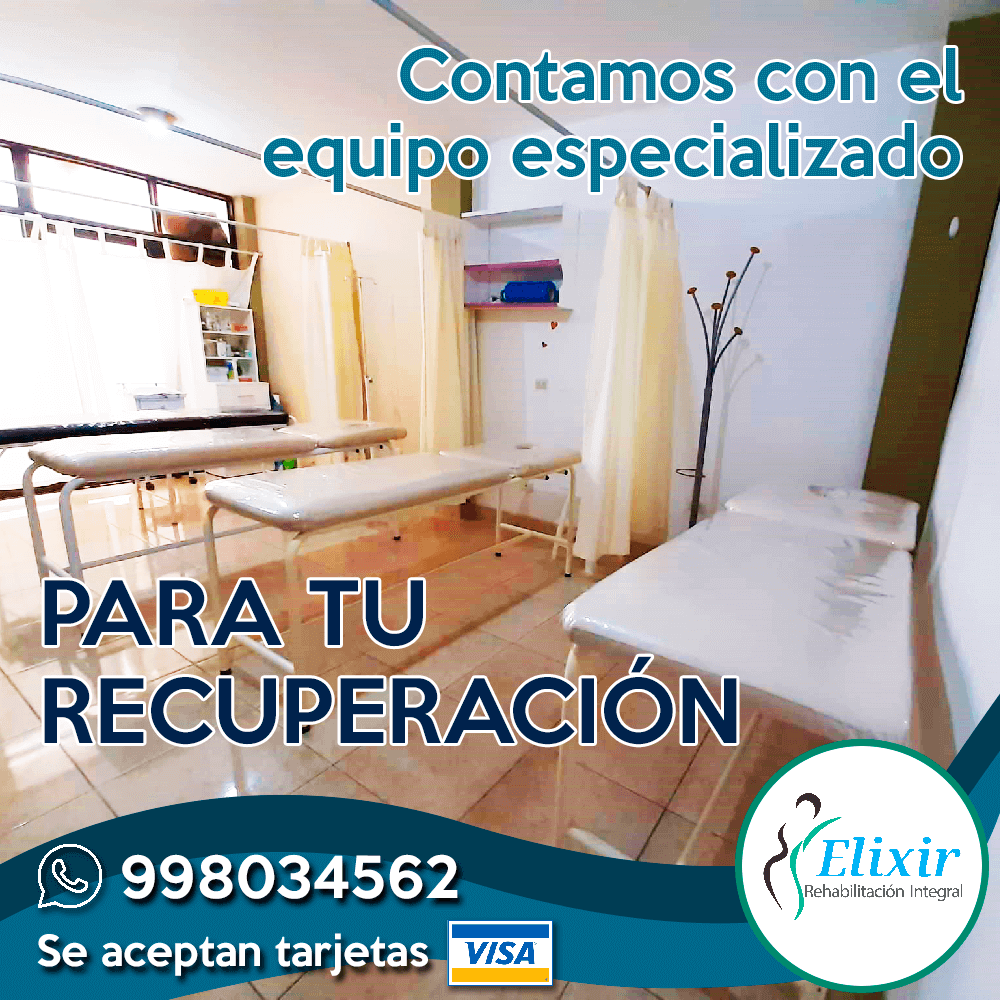 Contamos con el
equipo especializado
PARA TU
RECUPERACIÓN
998034562
Se aceptan tarjetas VISA
Elixir
Rehabilitación Integral